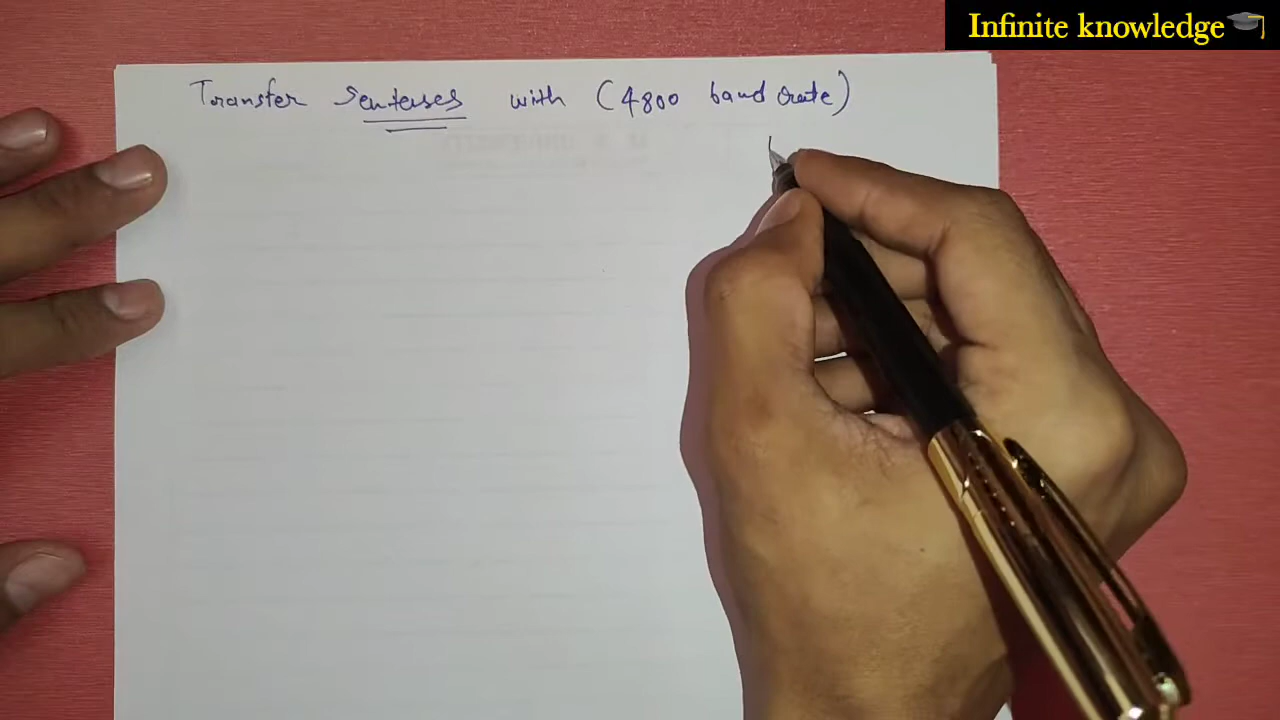 Infinite knowledge
Transfer Sentenses with (4800 baud rate)